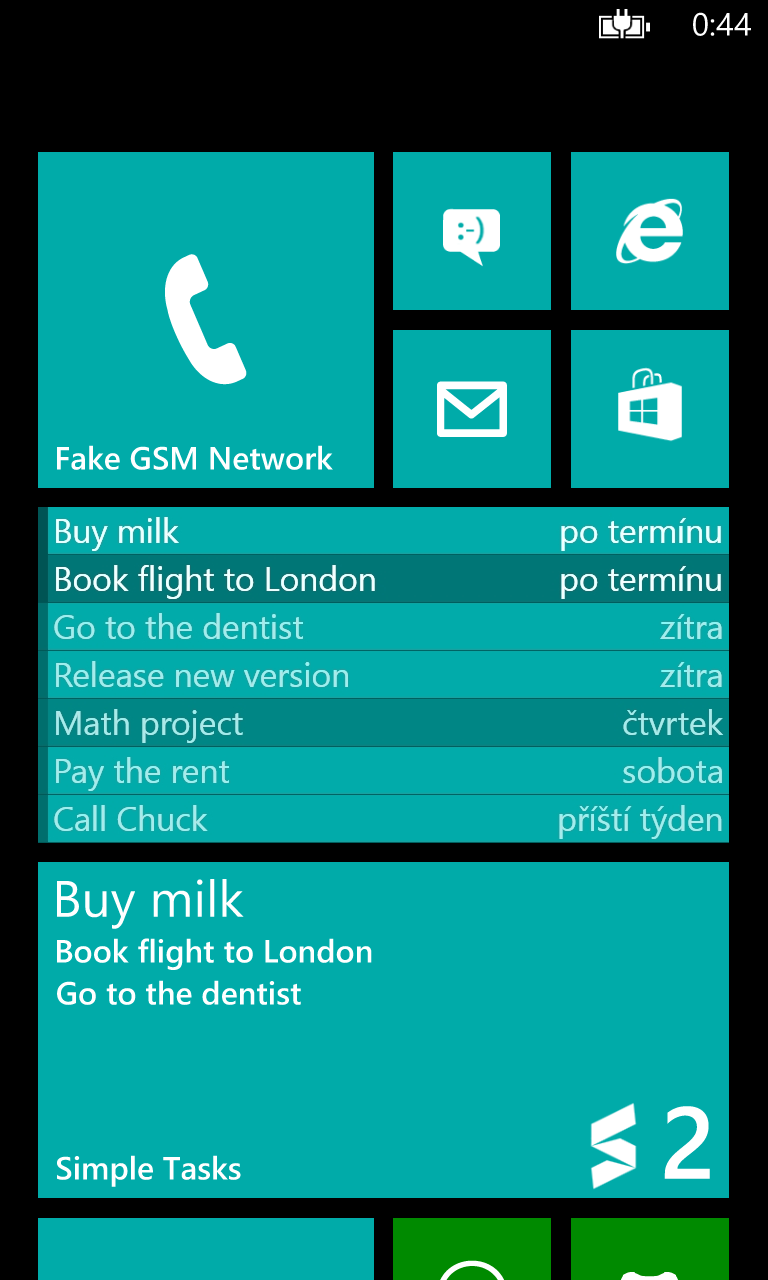 0:44
:-)
Fake GSM Network
Buy milk po termínu
Book flight to London po termínu
Go to the dentist zítra
Release new version zítra
Math project čtvrtek
Pay the rent sobota
Call Chuck příští týden
Buy milk
Book flight to London
Go to the dentist
Simple Tasks 2